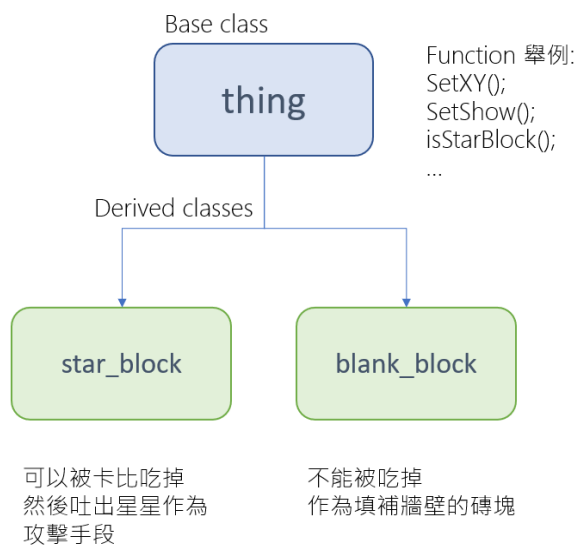 Base class
thing
Function 舉例:
SetXY();
SetShow();
isStarBlock();
...
Derived classes
star_block
blank_block
可以被卡比吃掉
然後吐出星星作為
攻擊手段
不能被吃掉
作為填補牆壁的磚塊